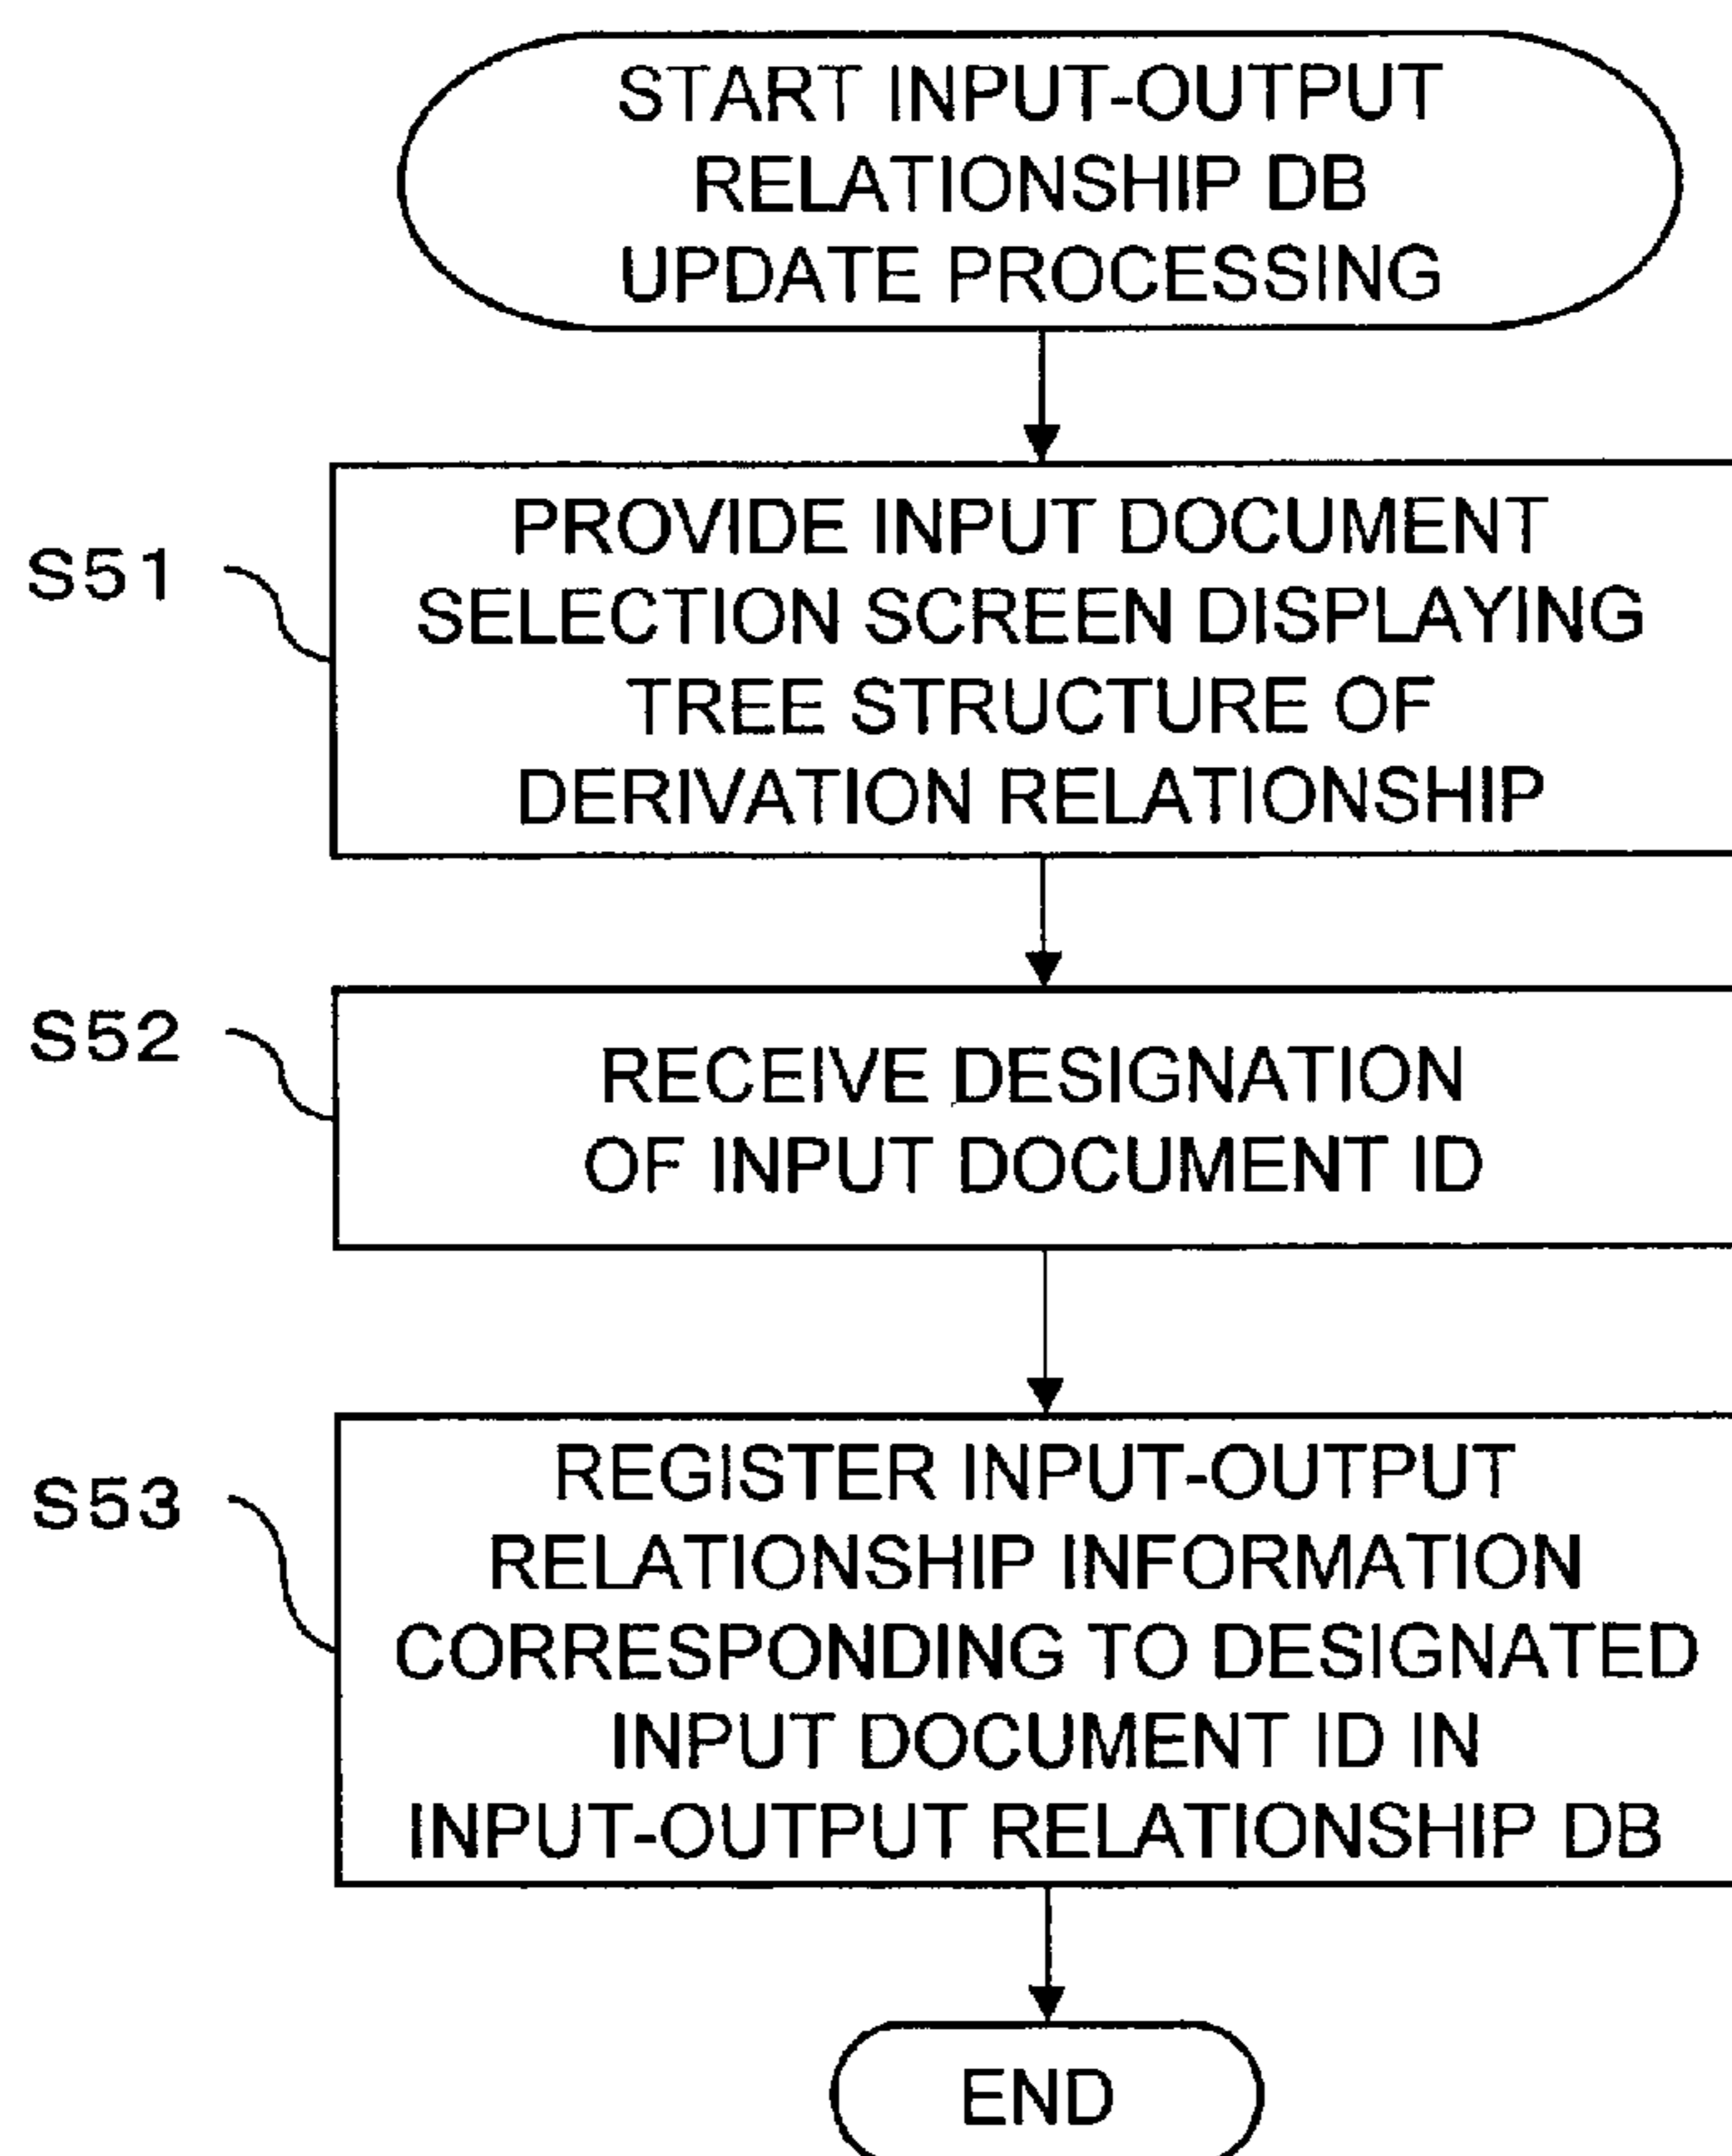 START INPUT-OUTPUT
RELATIONSHIP DB
UPDATE PROCESSING
S51
PROVIDE INPUT DOCUMENT
SELECTION SCREEN DISPLAYING
TREE STRUCTURE OF
DERIVATION RELATIONSHIP
S52
RECEIVE DESIGNATION
OF INPUT DOCUMENT ID
S53
REGISTER INPUT-OUTPUT
RELATIONSHIP INFORMATION
CORRESPONDING TO DESIGNATED
INPUT DOCUMENT ID IN
INPUT-OUTPUT RELATIONSHIP DB
END